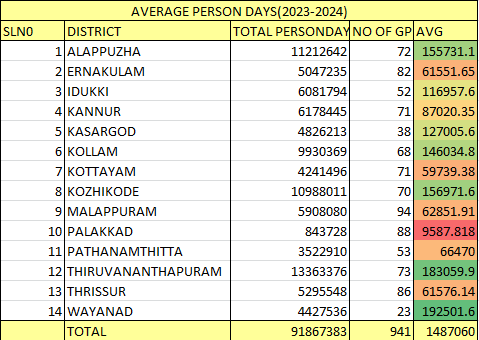 AVERAGE PERSON DAYS(2023-2024)
SLN0 DISTRICT TOTAL PERSONDAY NO OF GP AVG
1 ALAPPUZHA 11212642 72 155731.1
2 ERNAKULAM 5047235 82 61551.65
3 IDUKKI 6081794 52 116957.6
4 KANNUR 6178445 71 87020.35
5 KASARGOD 4826213 38 127005.6
6 KOLLAM 9930369 68 146034.8
7 KOTTAYAM 4241496 71 59739.38
8 KOZHIKODE 10988011 70 156971.6
9 MALAPPURAM 5908080 94 62851.91
10 PALAKKAD 843728 88 9587.818
11 PATHANAMTHITTA 3522910 53 66470
12 THIRUVANANTHAPURAM 13363376 73 183059.9
13 THRISSUR 5295548 86 61576.14
14 WAYANAD 4427536 23 192501.6
TOTAL 91867383 941 1487060